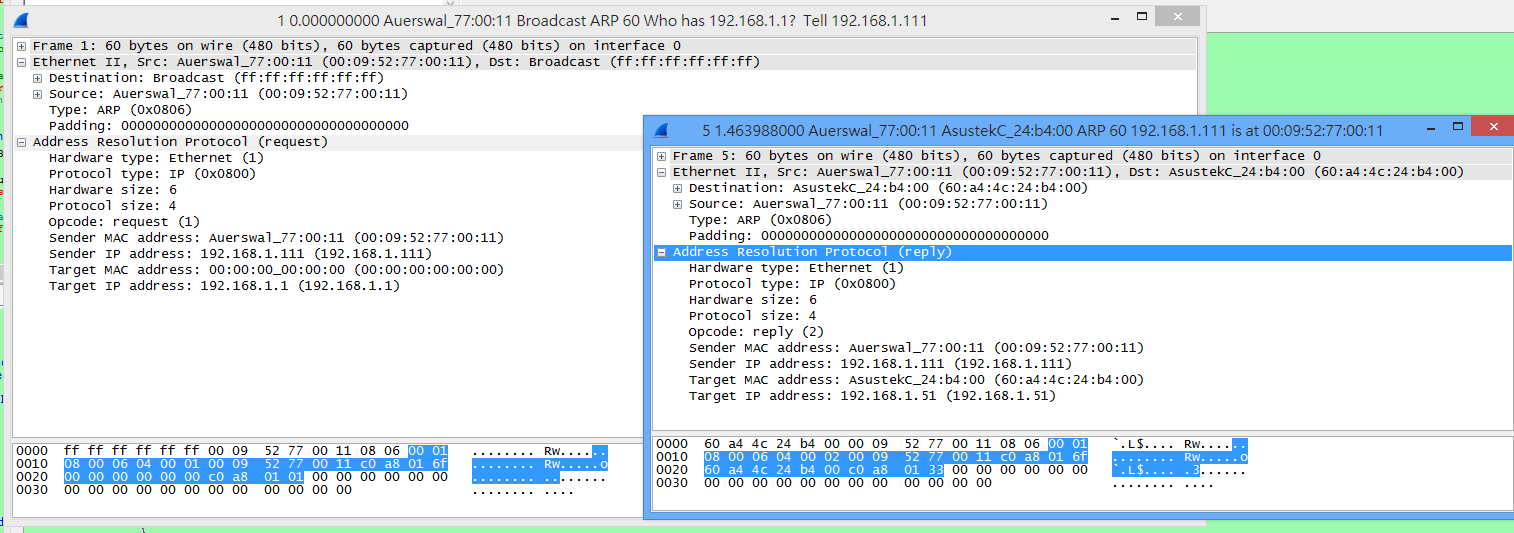 1 0.000000000 Auerswal_77:00:11 Broadcast ARP 60 Who has 192.168.1.1? Tell 192.168.1.111
Frame 1: 60 bytes on wire (480 bits), 60 bytes captured (480 bits) on interface 0
Ethernet II, Src: Auerswal_77:00:11 (00:09:52:77:00:11), Dst: Broadcast (ff:ff:ff:ff:ff:ff)
Destination: Broadcast (ff:ff:ff:ff:ff:ff)
Source: Auerswal_77:00:11 (00:09:52:77:00:11)
Type: ARP (0x0806)
Padding: 000000000000000000000000000000000000
Address Resolution Protocol (request)
Hardware type: Ethernet (1)
Protocol type: IP (0x0800)
Hardware size: 6
Protocol size: 4
Opcode: request (1)
Sender MAC address: Auerswal_77:00:11 (00:09:52:77:00:11)
Sender IP address: 192.168.1.111 (192.168.1.111)
Target MAC address: 00:00:00_00:00:00 (00:00:00:00:00:00)
Target IP address: 192.168.1.1 (192.168.1.1)
0000 ff ff ff ff ff ff 00 09 52 77 00 11 08 06 00 01 ........ Rw......
0010 08 00 06 04 00 01 00 09 52 77 00 11 c0 a8 01 6f ........ Rw.....o
0020 00 00 00 00 00 00 c0 a8 01 01 00 00 00 00 00 00 ........ ........
0030 00 00 00 00 00 00 00 00 00 00 00 00 ........ ....
5 1.463988000 Auerswal_77:00:11 AsustekC_24:b4:00 ARP 60 192.168.1.111 is at 00:09:52:77:00:11
Frame 5: 60 bytes on wire (480 bits), 60 bytes captured (480 bits) on interface 0
Ethernet II, Src: Auerswal_77:00:11 (00:09:52:77:00:11), Dst: AsustekC_24:b4:00 (60:a4:4c:24:b4:00)
Destination: AsustekC_24:b4:00 (60:a4:4c:24:b4:00)
Source: Auerswal_77:00:11 (00:09:52:77:00:11)
Type: ARP (0x0806)
Padding: 000000000000000000000000000000000000
Address Resolution Protocol (reply)
Hardware type: Ethernet (1)
Protocol type: IP (0x0800)
Hardware size: 6
Protocol size: 4
Opcode: reply (2)
Sender MAC address: Auerswal_77:00:11 (00:09:52:77:00:11)
Sender IP address: 192.168.1.111 (192.168.1.111)
Target MAC address: AsustekC_24:b4:00 (60:a4:4c:24:b4:00)
Target IP address: 192.168.1.51 (192.168.1.51)
0000 60 a4 4c 24 b4 00 00 09 52 77 00 11 08 06 00 01 `.L$.... Rw......
0010 08 00 06 04 00 02 00 09 52 77 00 11 c0 a8 01 6f ........ Rw.....o
0020 60 a4 4c 24 b4 00 c0 a8 01 33 00 00 00 00 00 00 `.L$.... .3......
0030 00 00 00 00 00 00 00 00 00 00 00 00 ........ ....